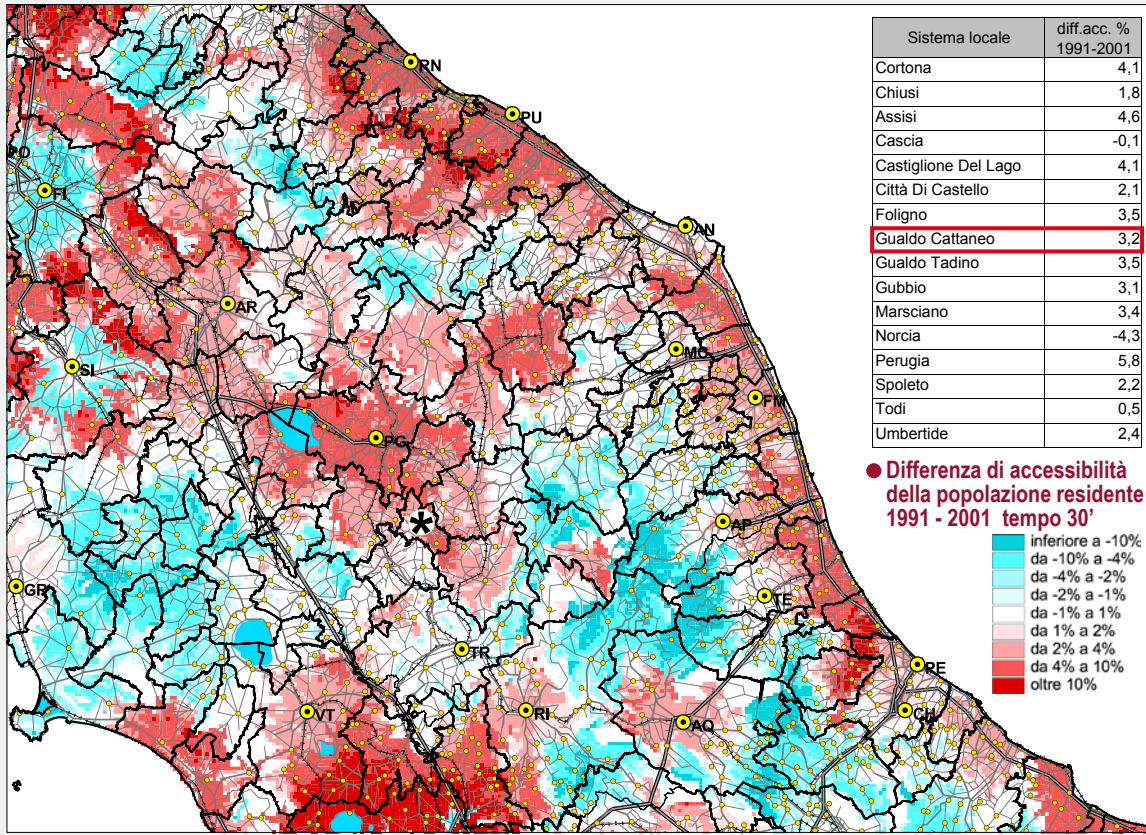 FC
RN
PU
FI
AN
AR
MC
SI
FM
PG
*
AP
GR
TE
TR
PE
VT
RI
AQ
CH
Sistema locale diff.acc. % 1991-2001
Cortona 4,1
Chiusi 1,8
Assisi 4,6
Cascia -0,1
Castiglione Del Lago 4,1
Città Di Castello 2,1
Foligno 3,5
Gualdo Cattaneo 3,2
Gualdo Tadino 3,5
Gubbio 3,1
Marsciano 3,4
Norcia -4,3
Perugia 5,8
Spoleto 2,2
Todi 0,5
Umbertide 2,4
● Differenza di accessibilità
della popolazione residente
1991 - 2001 tempo 30'
inferiore a -10%
da -10% a -4%
da -4% a -2%
da -2% a -1%
da -1% a 1%
da 1% a 2%
da 2% a 4%
da 4% a 10%
oltre 10%